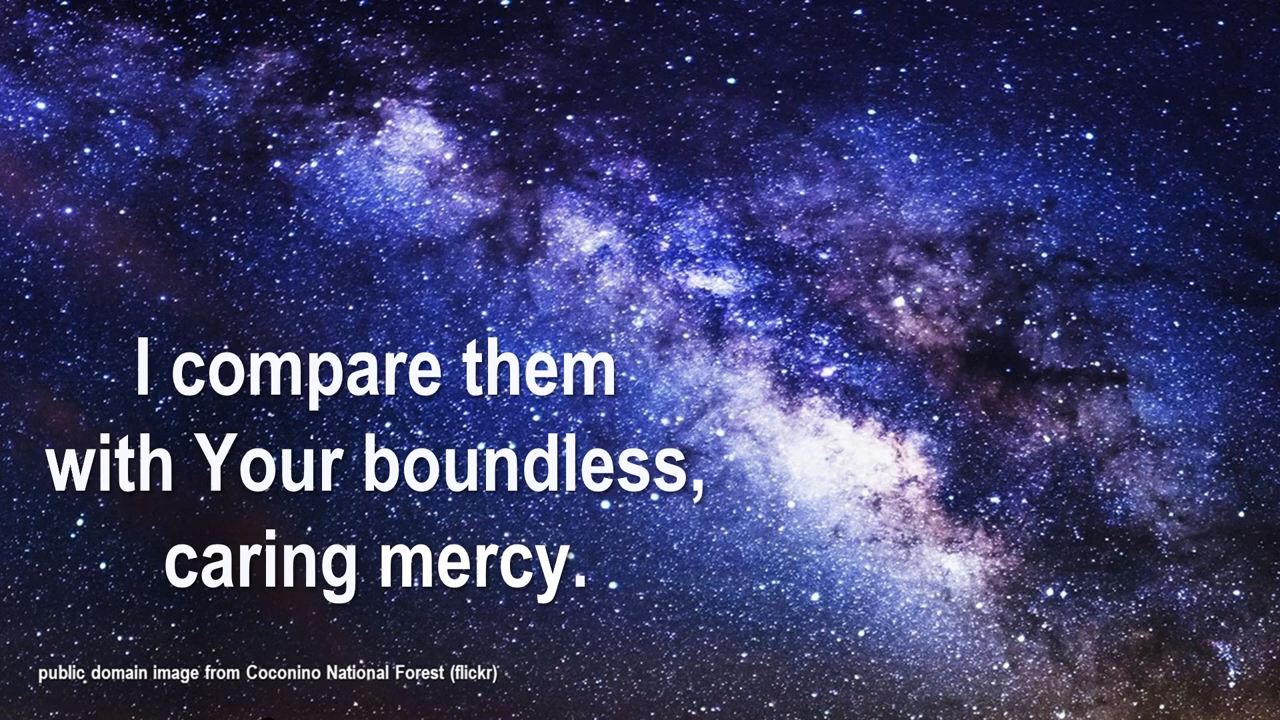 I compare them
with Your boundless,
caring mercy.
public domain image from Coconino National Forest (flickr)